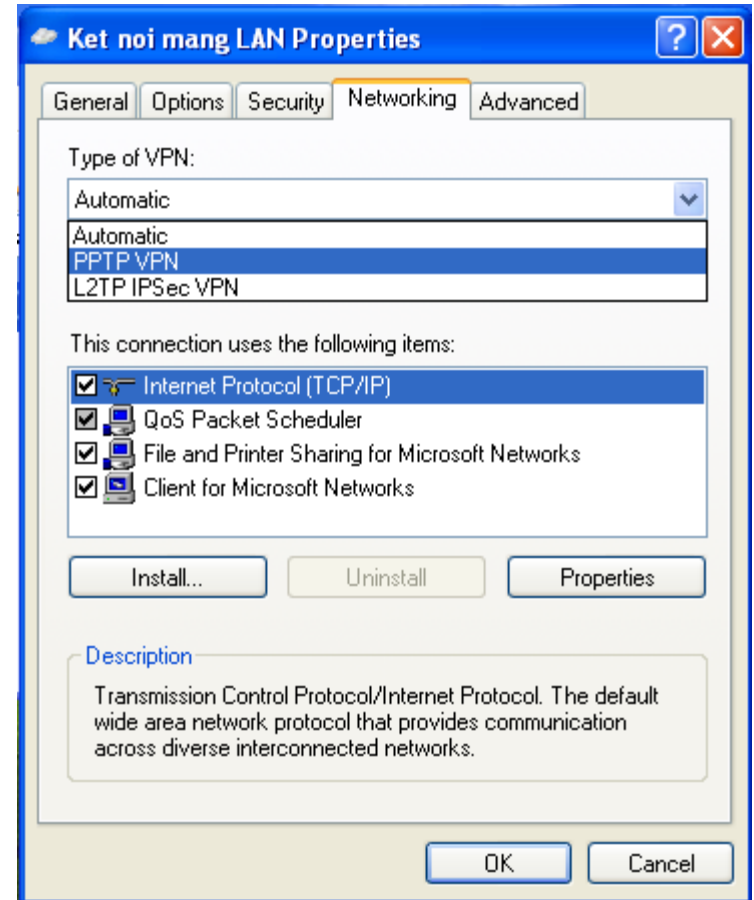 Ket noi mang LAN Properties
General Options Security Networking Advanced
Type of VPN:
Automatic
Automatic
PPTP VPN
L2TP IPSec VPN
This connection uses the following items:
Internet Protocol (TCP/IP)
QoS Packet Scheduler
File and Printer Sharing for Microsoft Networks
Client for Microsoft Networks
Install... Uninstall Properties
Description
Transmission Control Protocol/Internet Protocol. The default
wide area network protocol that provides communication
across diverse interconnected networks.
OK Cancel